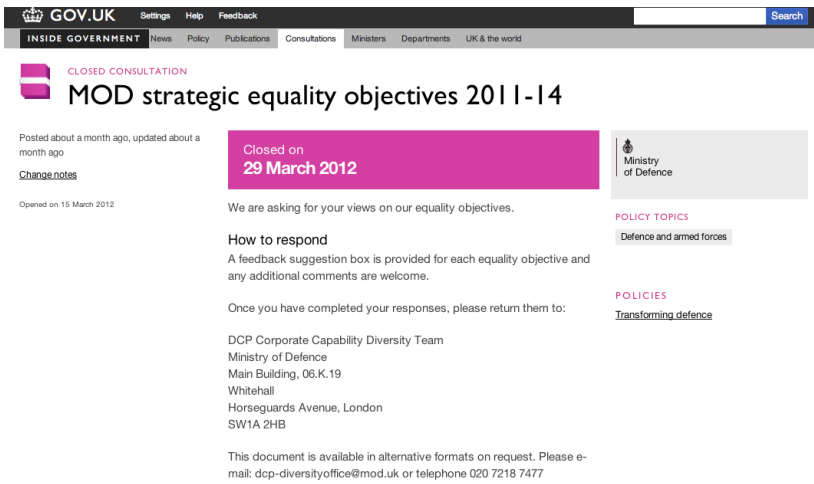 GOV.UK Settings Help Feedback Search
INSIDE GOVERNMENT News Policy Publications Consultations Ministers Departments UK & the world
CLOSED CONSULTATION
MOD strategic equality objectives 2011-14
Posted about a month ago, updated about a
month ago
Change notes
Opened on 15 March 2012
Closed on
29 March 2012
We are asking for your views on our equality objectives.
How to respond
A feedback suggestion box is provided for each equality objective and
any additional comments are welcome.
Once you have completed your responses, please return them to:
DCP Corporate Capability Diversity Team
Ministry of Defence
Main Building, 06.K.19
Whitehall
Horseguards Avenue, London
SW1A 2HB
This document is available in alternative formats on request. Please e-
mail: dcp-diversityoffice@mod.uk or telephone 020 7218 7477
Ministry
of Defence
POLICY TOPICS
Defence and armed forces
POLICIES
Transforming defence